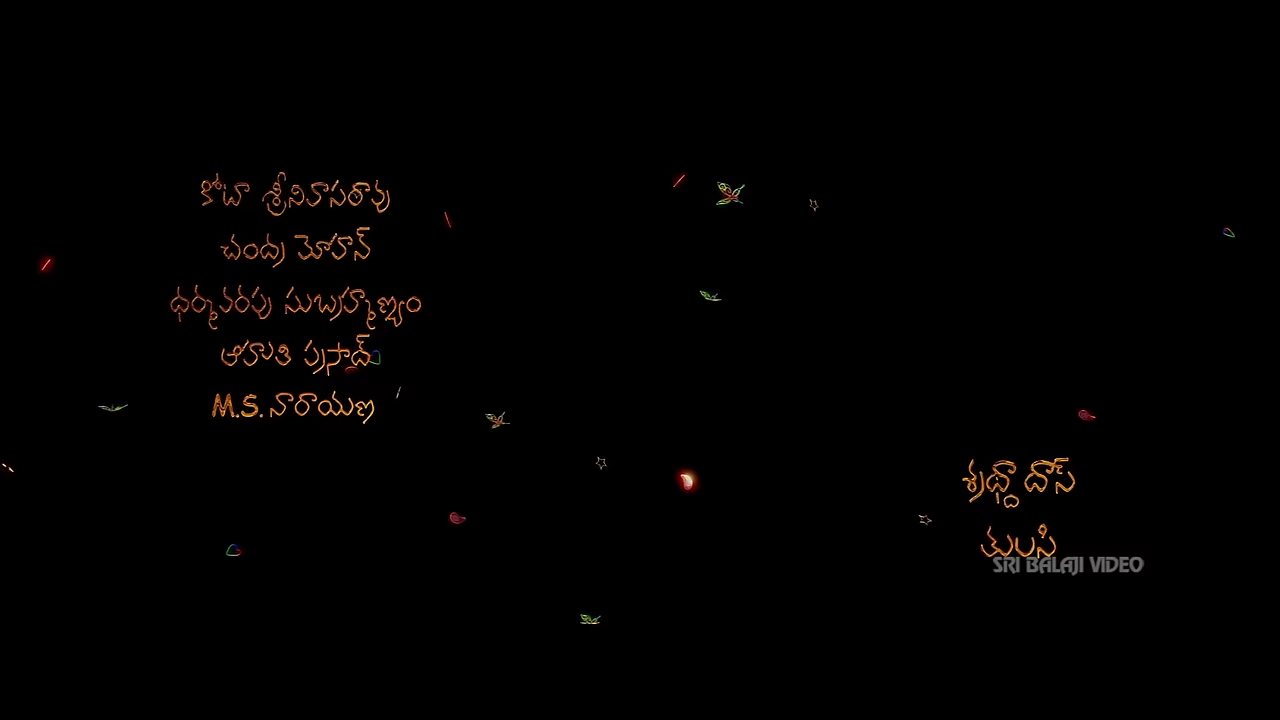 కోటా శ్రీనివాసరావు
చంద్ర మోహన్
ధర్మవరపు సుబ్రహ్మణ్యం
ఆహుతి ప్రసాద్
M.S. నారాయణ
శ్రద్ధా దాస్
తులసి
SRI BALAJI VIDEO